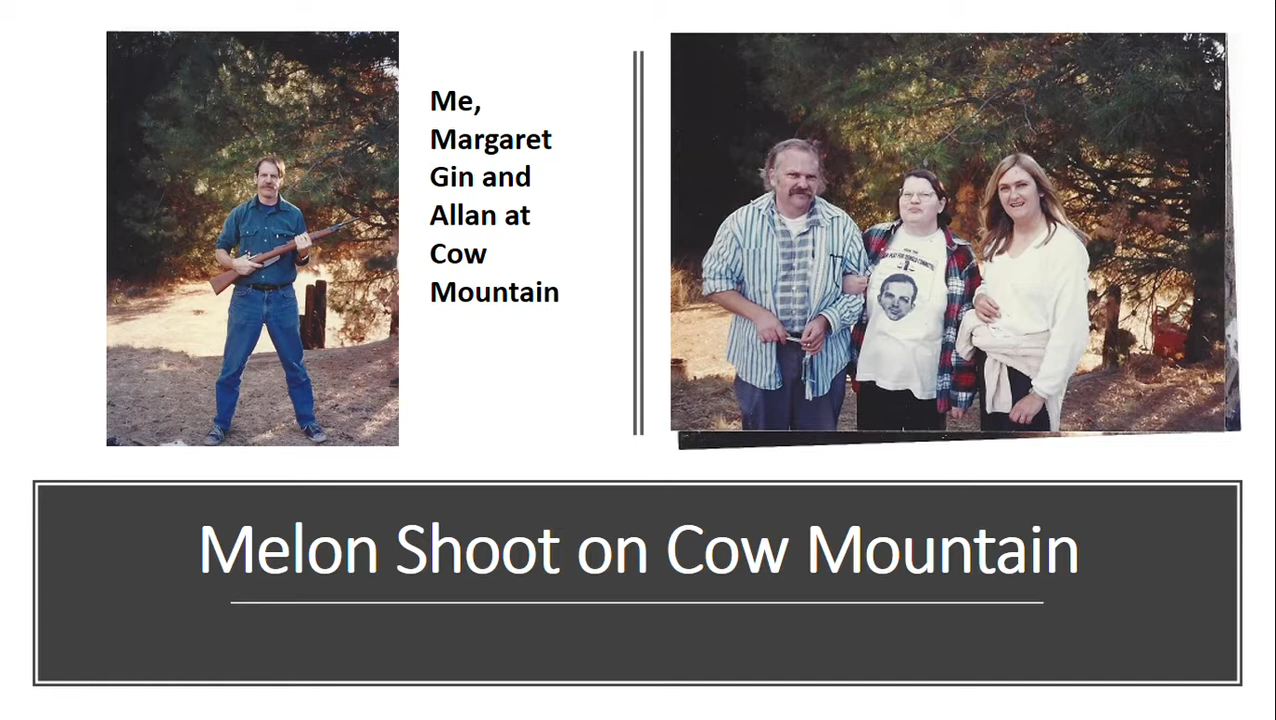 Me,
Margaret
Gin and
Allan at
Cow
Mountain
Melon Shoot on Cow Mountain